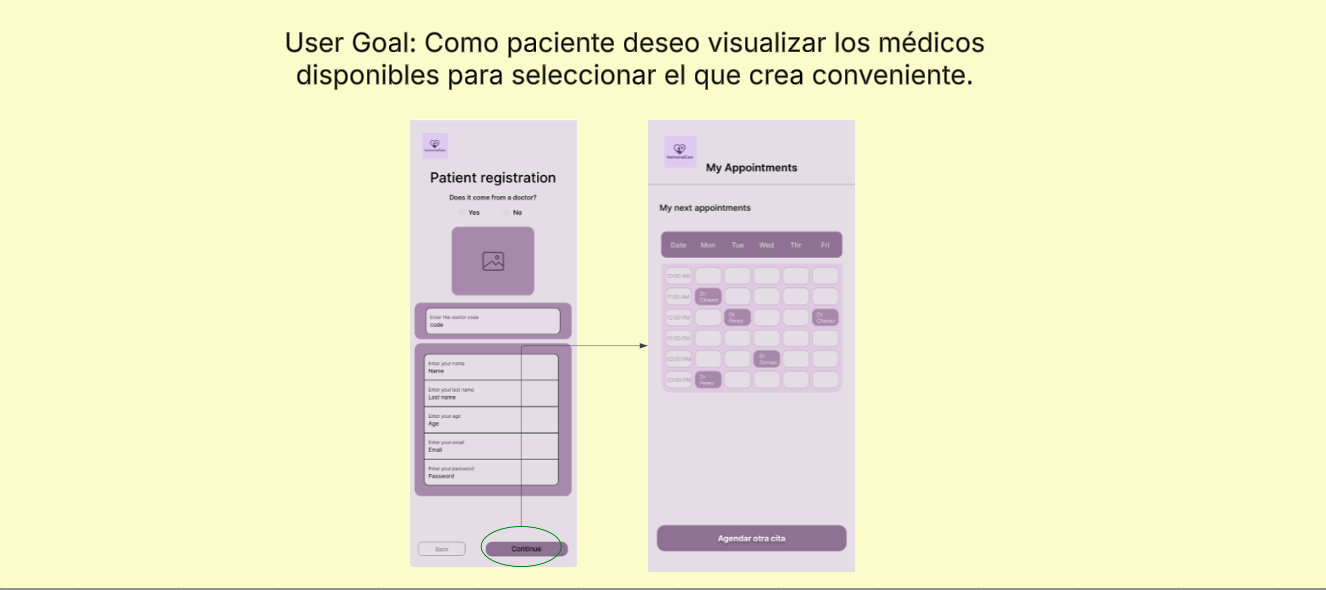 User Goal: Como paciente deseo visualizar los médicos
disponibles para seleccionar el que crea conveniente.
HormonalCare
Patient registration
Does it come from a doctor?
Yes No
Enter the doctor code
code
Enter your name
Name
Enter your last name
Last name
Enter your age
Age
Enter your email
Email
Enter your password
Password
Back Continue
HormonalCare
My Appointments
My next appointments
Date Mon Tue Wed Thr Fri
10:00 AM
11:00 AM Dr. Chavez
12:00 PM Dr. Perez Dr. Chavez
01:00 PM
02:00 PM Dr.
03:00 PM Dr. Perez
Agendar otra cita